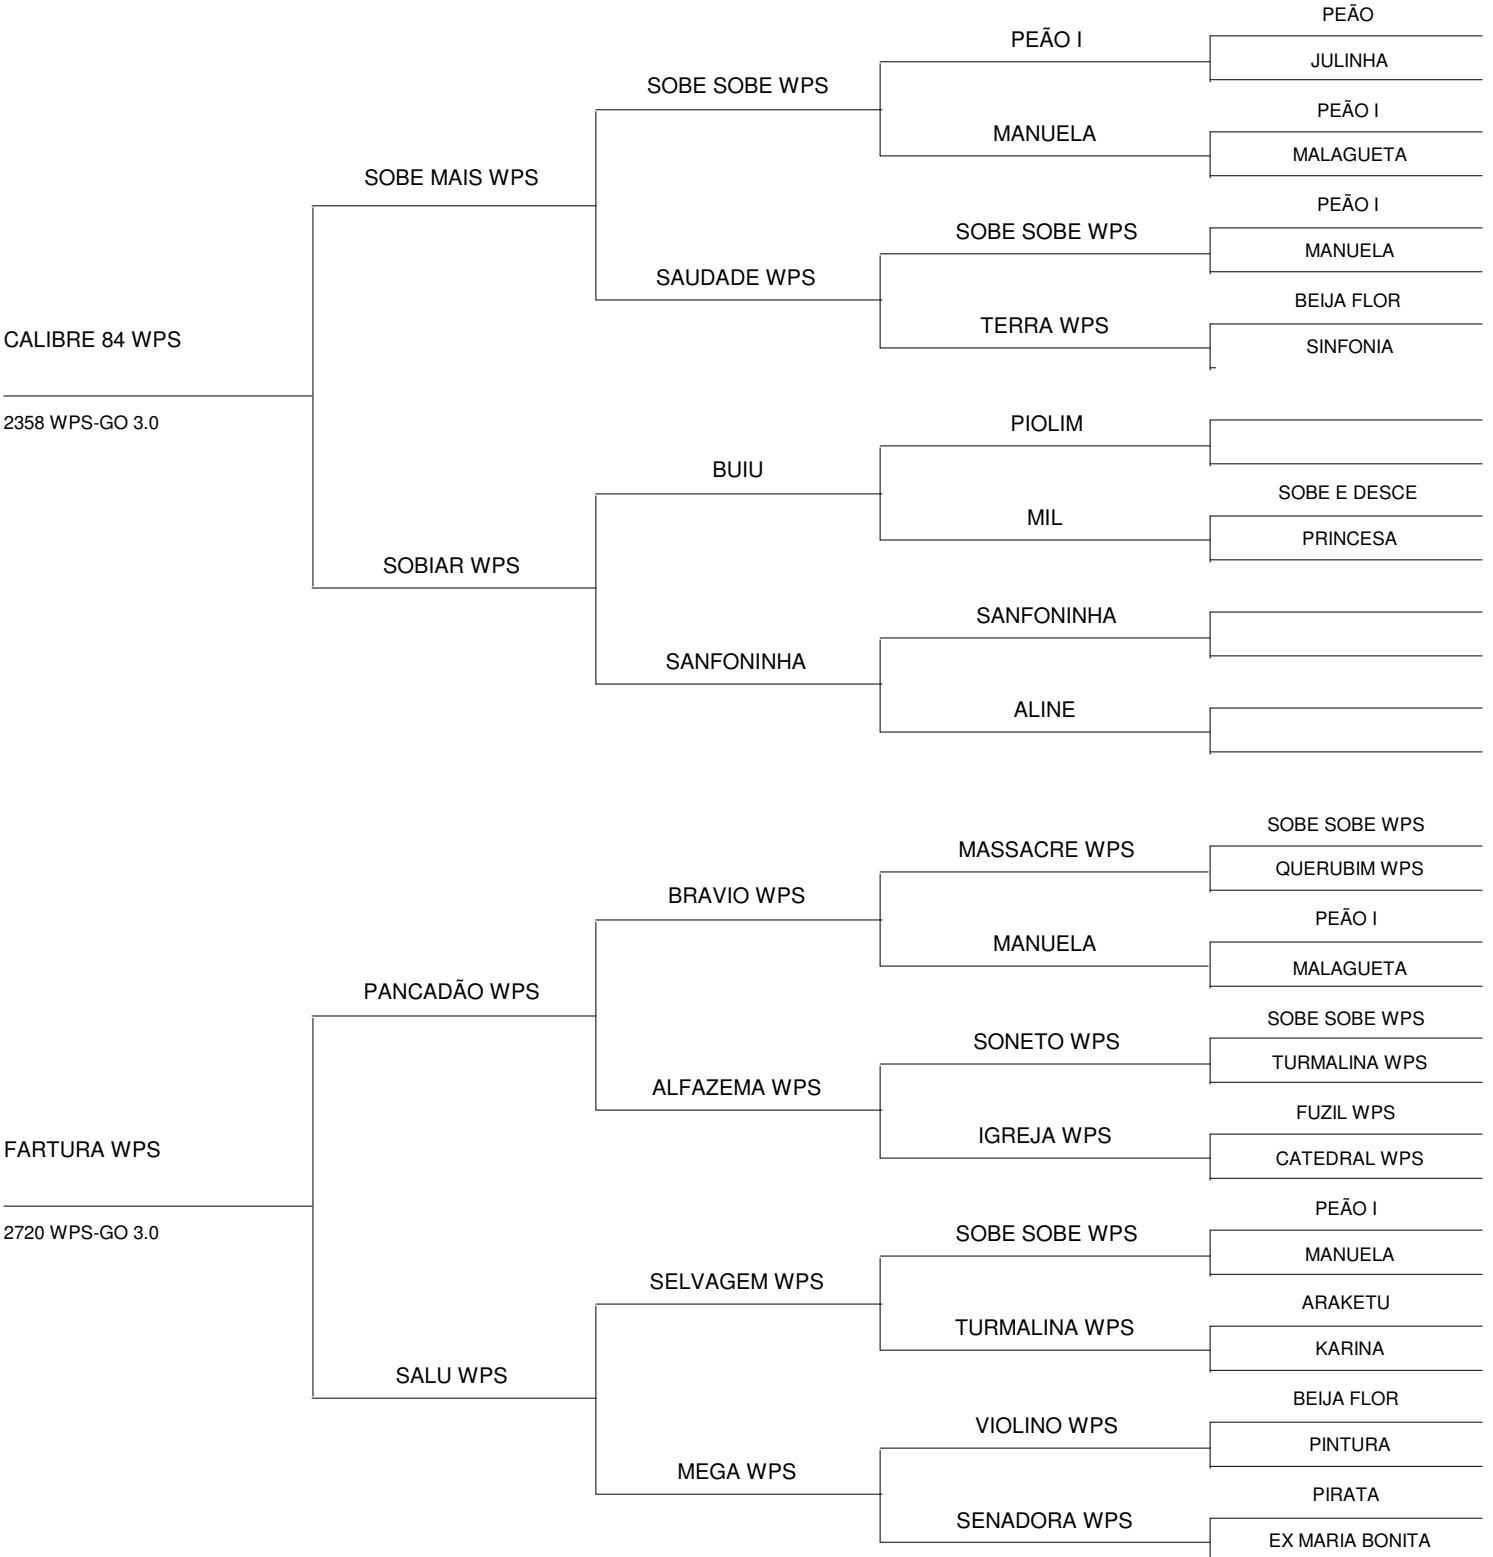 PEÃO
PEÃO I
JULINHA
SOBE SOBE WPS
PEÃO I
MANUELA
MALAGUETA
SOBE MAIS WPS
PEÃO I
SOBE SOBE WPS
MANUELA
SAUDADE WPS
BEIJA FLOR
TERRA WPS
CALIBRE 84 WPS
SINFONIA
2358 WPS-GO 3.0
PIOLIM
BUIU
SOBE E DESCE
MIL
PRINCESA
SOBIAR WPS
SANFONINHA
SANFONINHA
ALINE
SOBE SOBE WPS
MASSACRE WPS
QUERUBIM WPS
BRAVIO WPS
PEÃO I
MANUELA
MALAGUETA
PANCADÃO WPS
SOBE SOBE WPS
SONETO WPS
TURMALINA WPS
ALFAZEMA WPS
FUZIL WPS
IGREJA WPS
FARTURA WPS
CATEDRAL WPS
PEÃO I
2720 WPS-GO 3.0
SOBE SOBE WPS
MANUELA
SELVAGEM WPS
ARAKETU
TURMALINA WPS
KARINA
SALU WPS
BEIJA FLOR
VIOLINO WPS
PINTURA
MEGA WPS
PIRATA
SENADORA WPS
EX MARIA BONITA